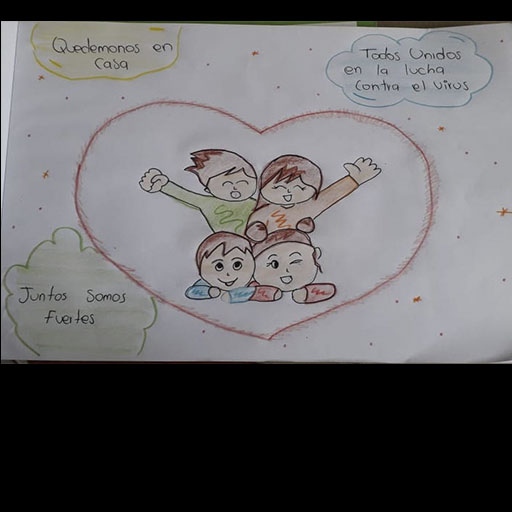 Quedemonos en
Casa
Todos Unidos
en la lucha
Contra el virus
Juntos Somos
Fuertes